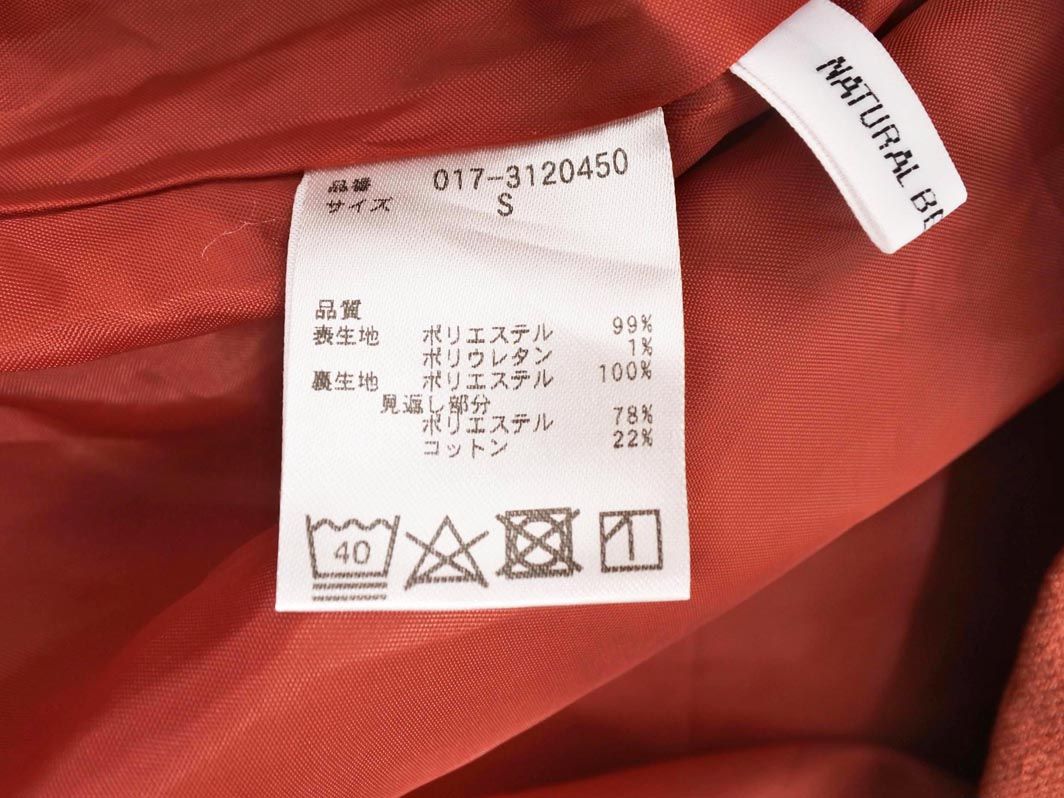 品番 017-3120450
サイズ S
品質
表生地 ポリエステル 99%
ポリウレタン 1%
裏生地 ポリエステル 100%
見返し部分
ポリエステル 78%
コットン 22%
40
NATURAL BE